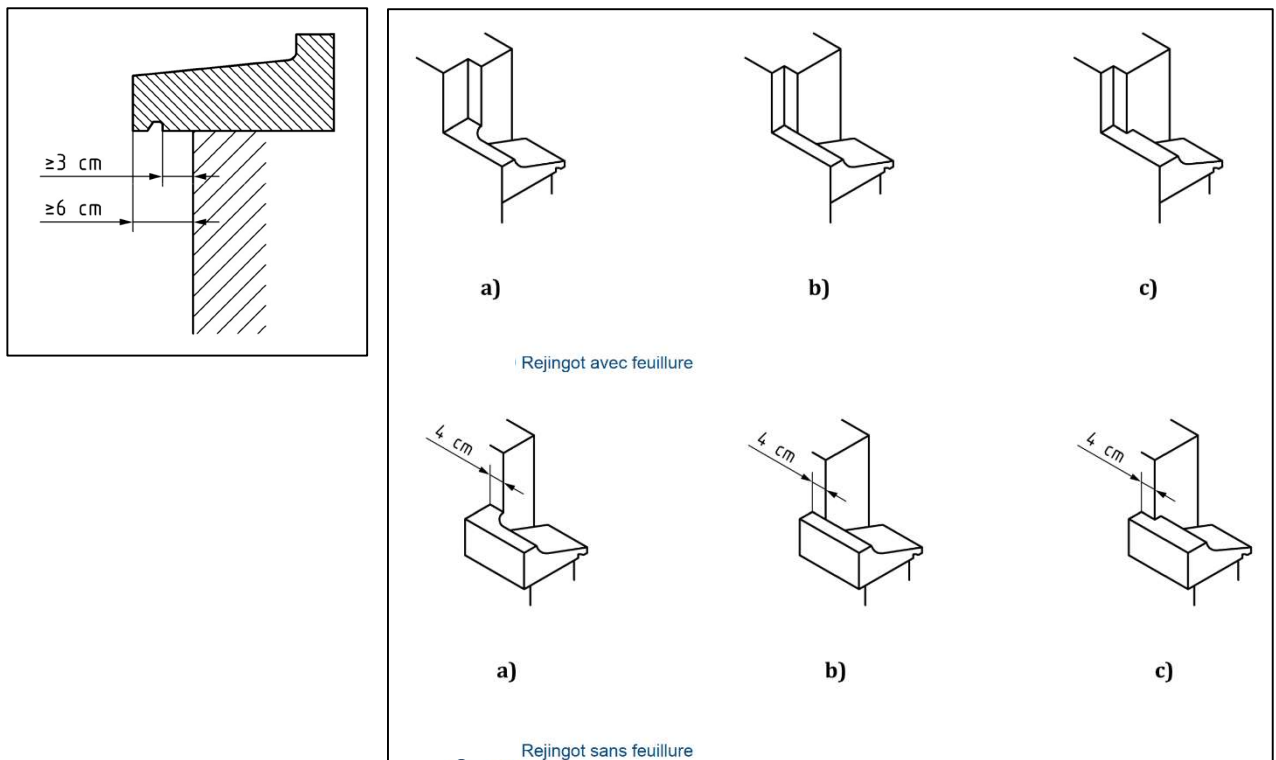 ≥3 cm
≥6 cm
a)
b)
c)
Rejingot avec feuillure
4 cm
4 cm
4 cm
a)
b)
c)
Rejingot sans feuillure